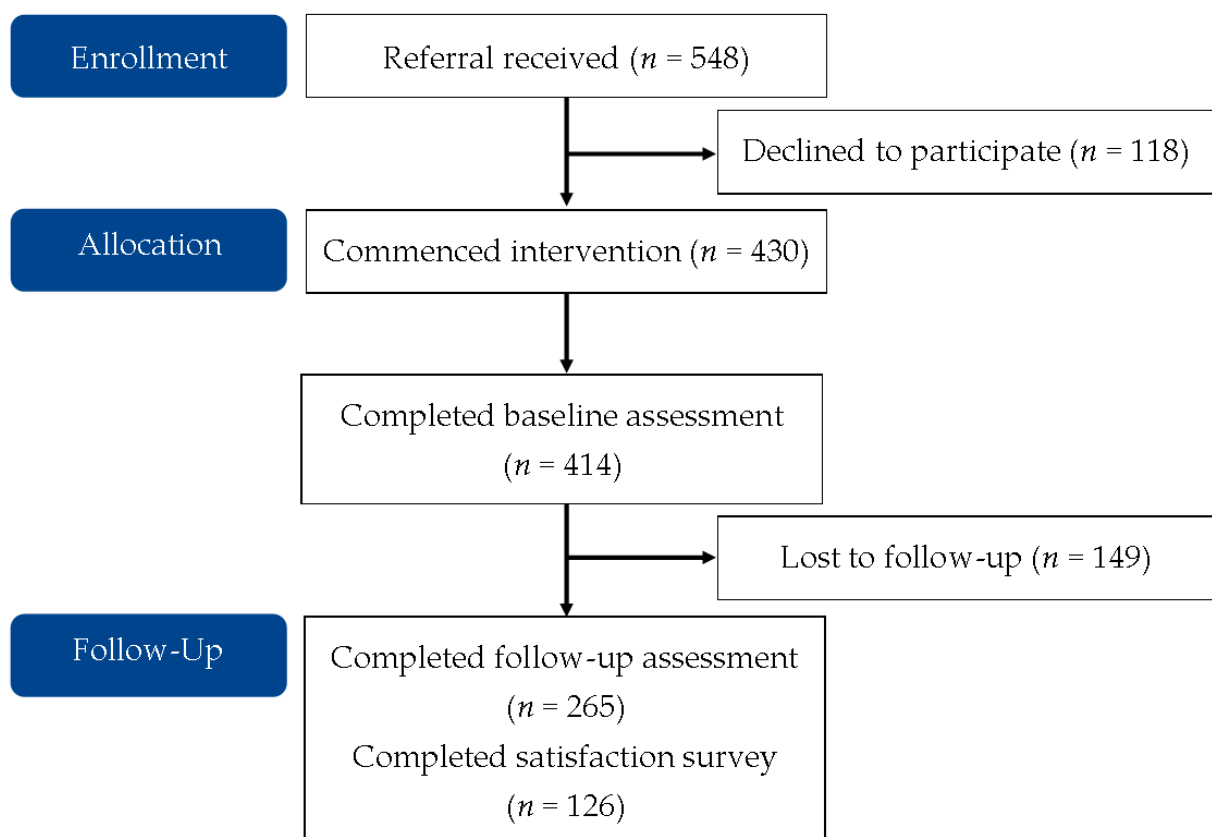 Enrollment
Referral received (n = 548)
Declined to participate (n = 118)
Allocation
Commenced intervention (n = 430)
Completed baseline assessment
(n = 414)
Lost to follow-up (n = 149)
Follow-Up
Completed follow-up assessment
(n = 265)
Completed satisfaction survey
(n = 126)